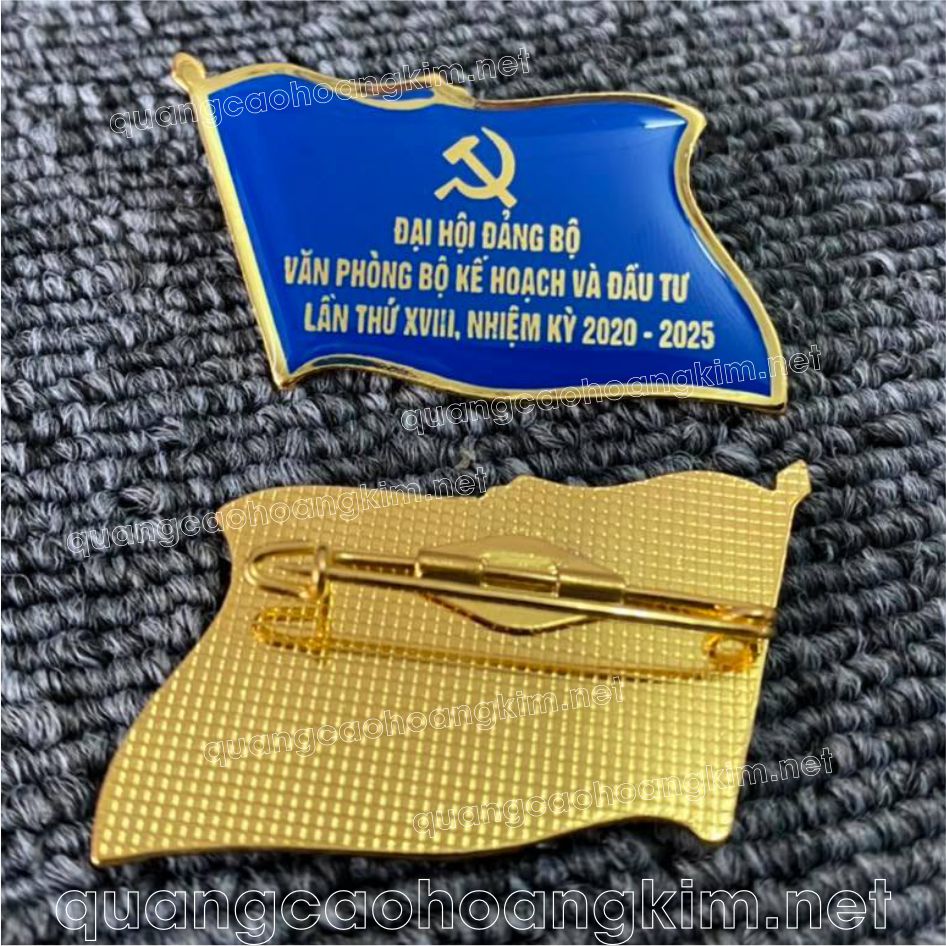 quangcaohoangkim.net
ĐẠI HỘI ĐẢNG BỘ
VĂN PHÒNG BỘ KẾ HOẠCH VÀ ĐẦU TƯ
LẦN THỨ XVIII, NHIỆM KỲ 2020 - 2025
quangcaohoangkim.net
quangcaohoangkim.net
quangcaohoangkim.net
quangcaohoangkim.net
quangcaohoangkim.net